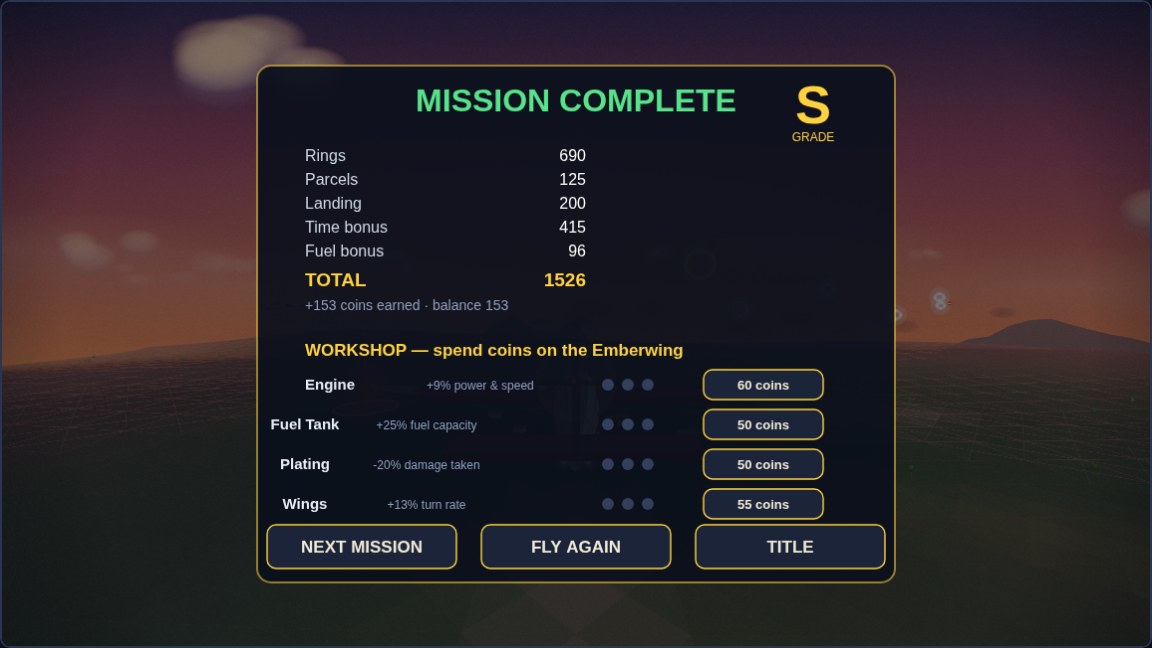 MISSION COMPLETE
S
GRADE
Rings 690
Parcels 125
Landing 200
Time bonus 415
Fuel bonus 96
TOTAL 1526
+153 coins earned · balance 153
WORKSHOP — spend coins on the Emberwing
Engine +9% power & speed 60 coins
Fuel Tank +25% fuel capacity 50 coins
Plating -20% damage taken 50 coins
Wings +13% turn rate 55 coins
NEXT MISSION FLY AGAIN TITLE